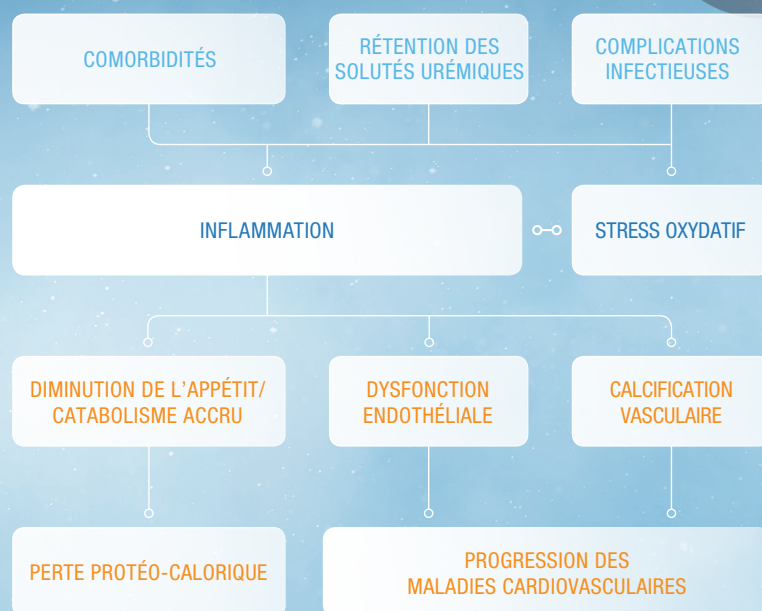 COMORBIDITÉS
RÉTENTION DES
SOLUTÉS URÉMIQUES
COMPLICATIONS
INFECTIEUSES
INFLAMMATION
STRESS OXYDATIF
DIMINUTION DE L'APPÉTIT/
CATABOLISME ACCRU
DYSFONCTION
ENDOTHÉLIALE
CALCIFICATION
VASCULAIRE
PERTE PROTÉO-CALORIQUE
PROGRESSION DES
MALADIES CARDIOVASCULAIRES